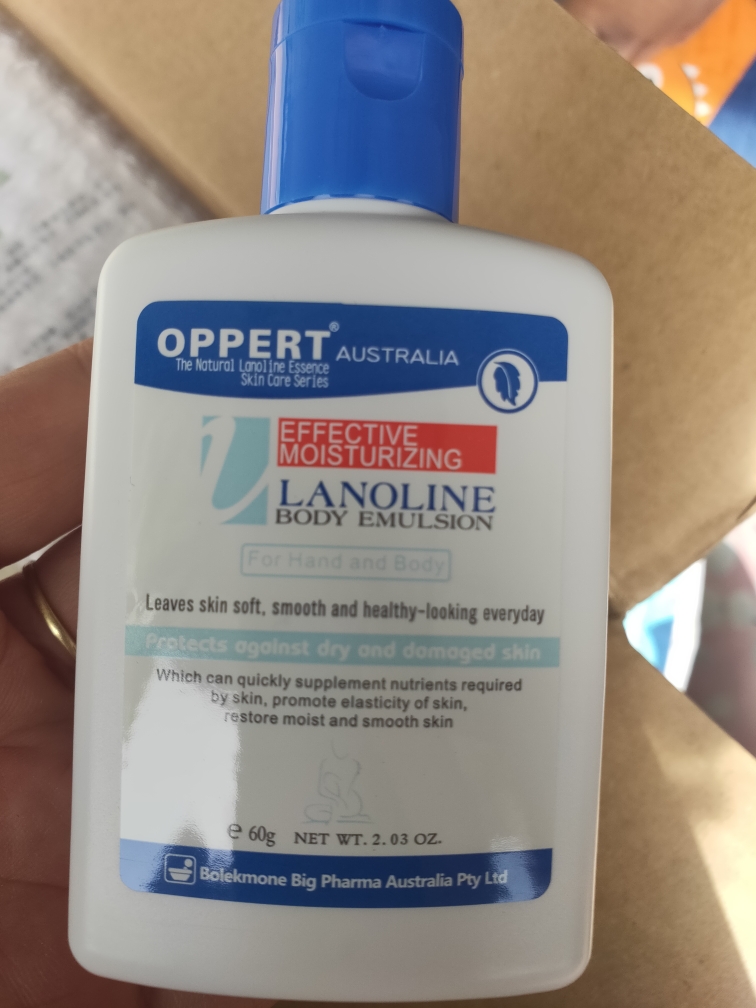 OPPERT® AUSTRALIA
The Natural Lanoline Essence
Skin Care Series
EFFECTIVE
MOISTURIZING
LANOLINE
BODY EMULSION
For Hand and Body
Leaves skin soft, smooth and healthy-looking everyday
Protects against dry and damaged skin
Which can quickly supplement nutrients required
by skin, promote elasticity of skin,
restore moist and smooth skin
℮ 60g NET WT. 2.03 OZ.
Bolekmone Big Pharma Australia Pty Ltd